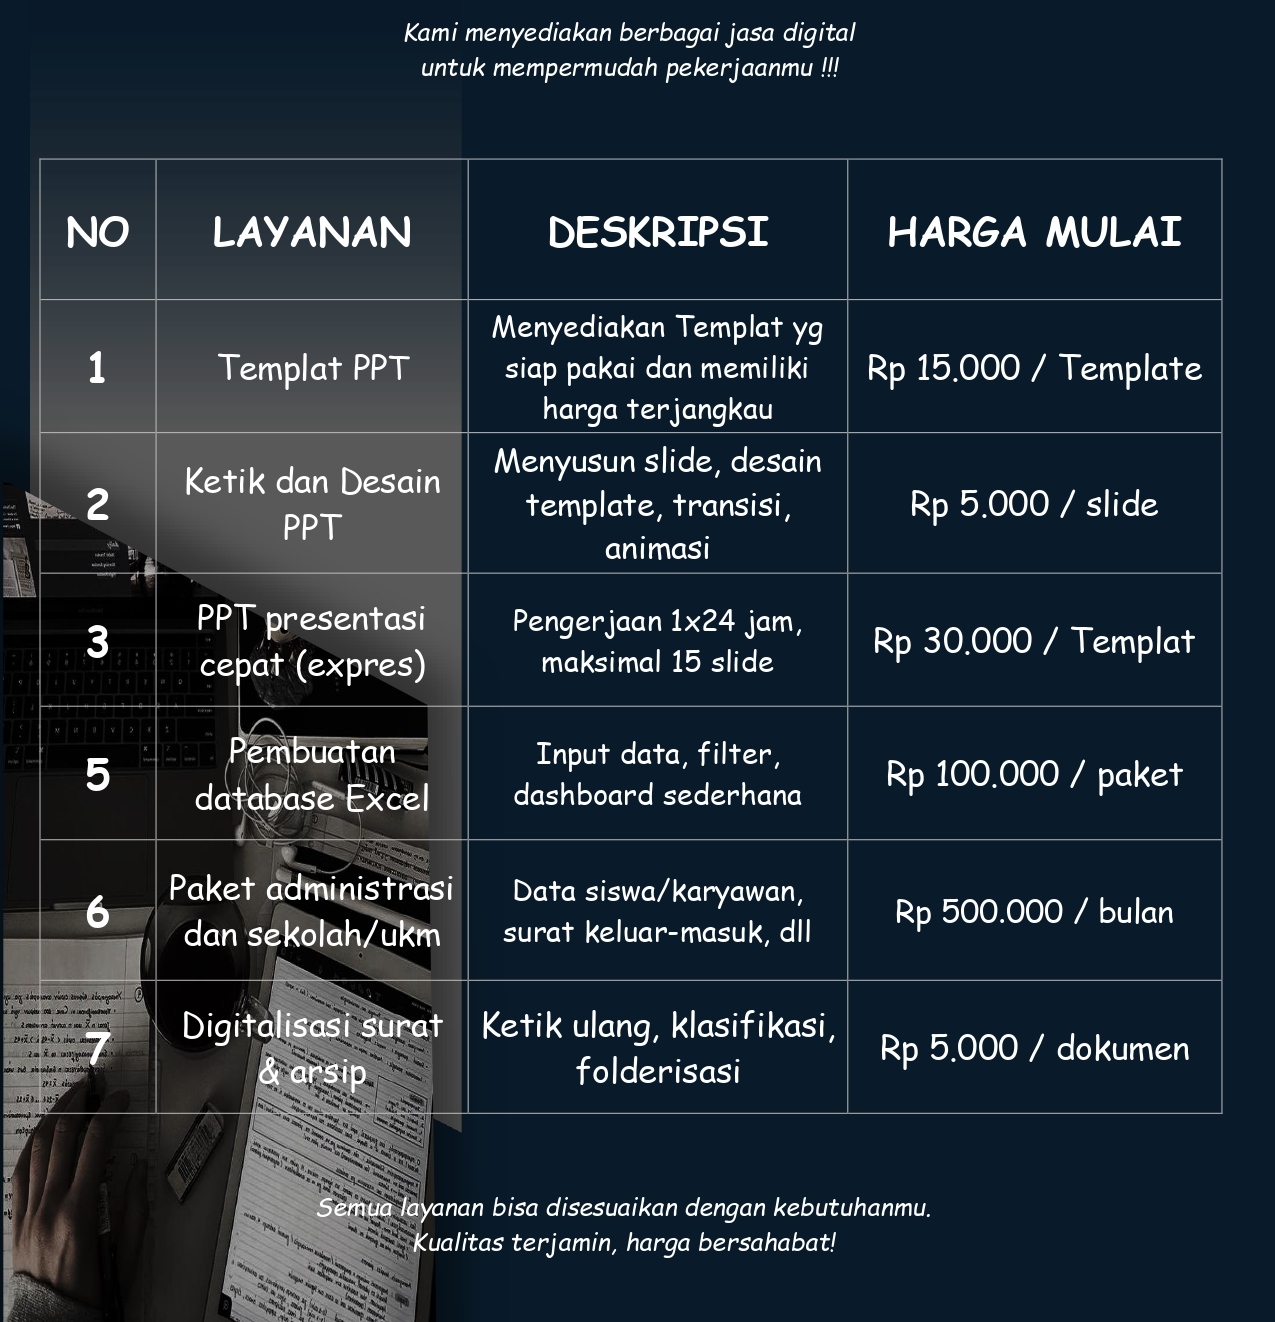 Kami menyediakan berbagai jasa digital
untuk mempermudah pekerjaanmu !!!
NO LAYANAN DESKRIPSI HARGA MULAI
1 Templat PPT Menyediakan Templat yg
siap pakai dan memiliki
harga terjangkau Rp 15.000 / Template
2 Ketik dan Desain
PPT Menyusun slide, desain
template, transisi,
animasi Rp 5.000 / slide
3 PPT presentasi
cepat (expres) Pengerjaan 1x24 jam,
maksimal 15 slide Rp 30.000 / Templat
5 Pembuatan
database Excel Input data, filter,
dashboard sederhana Rp 100.000 / paket
6 Paket administrasi
dan sekolah/ukm Data siswa/karyawan,
surat keluar-masuk, dll Rp 500.000 / bulan
7 Digitalisasi surat
& arsip Ketik ulang, klasifikasi,
folderisasi Rp 5.000 / dokumen
Semua layanan bisa disesuaikan dengan kebutuhanmu.
Kualitas terjamin, harga bersahabat!